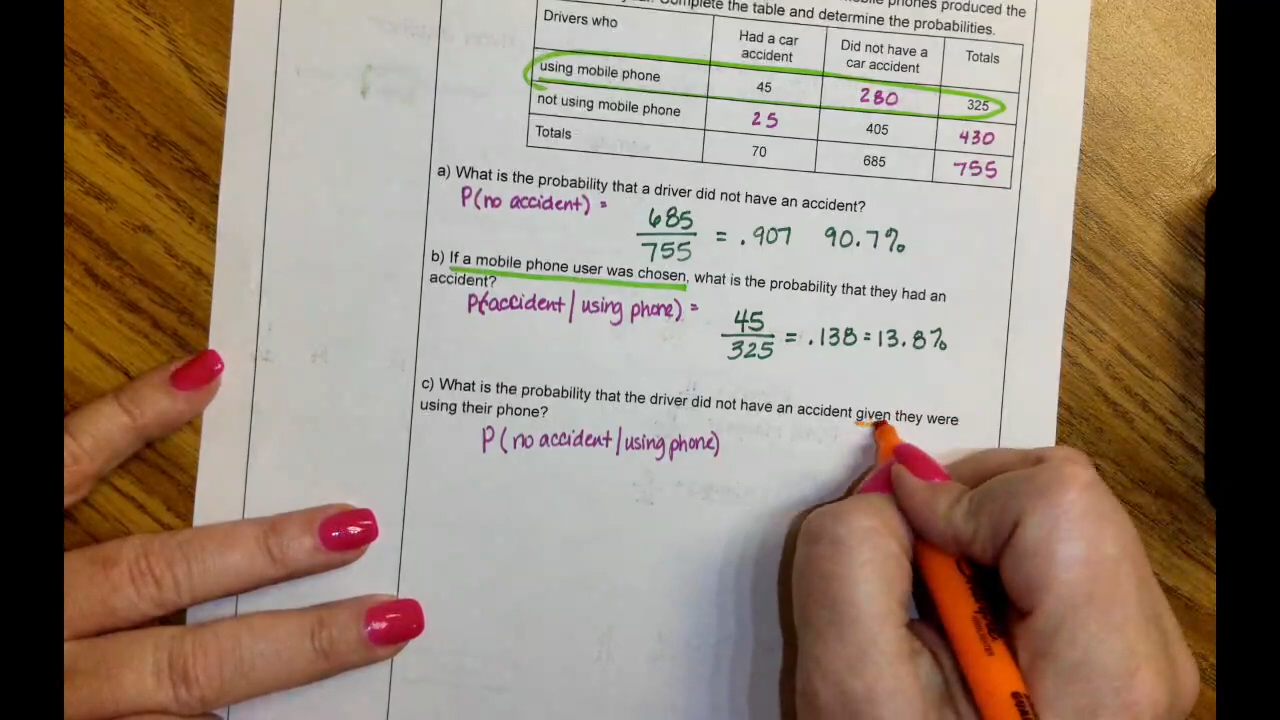 mobile phones produced the
Complete the table and determine the probabilities.
Drivers who
Had a car accident
Did not have a car accident
Totals
using mobile phone 45 280 325
not using mobile phone 25 405 430
Totals 70 685 755
a) What is the probability that a driver did not have an accident?
P(no accident) = 685/755 = .907 90.7%
b) If a mobile phone user was chosen, what is the probability that they had an
accident?
P(accident | using phone) = 45/325 = .138 = 13.8%
c) What is the probability that the driver did not have an accident given they were
using their phone?
P(no accident | using phone)